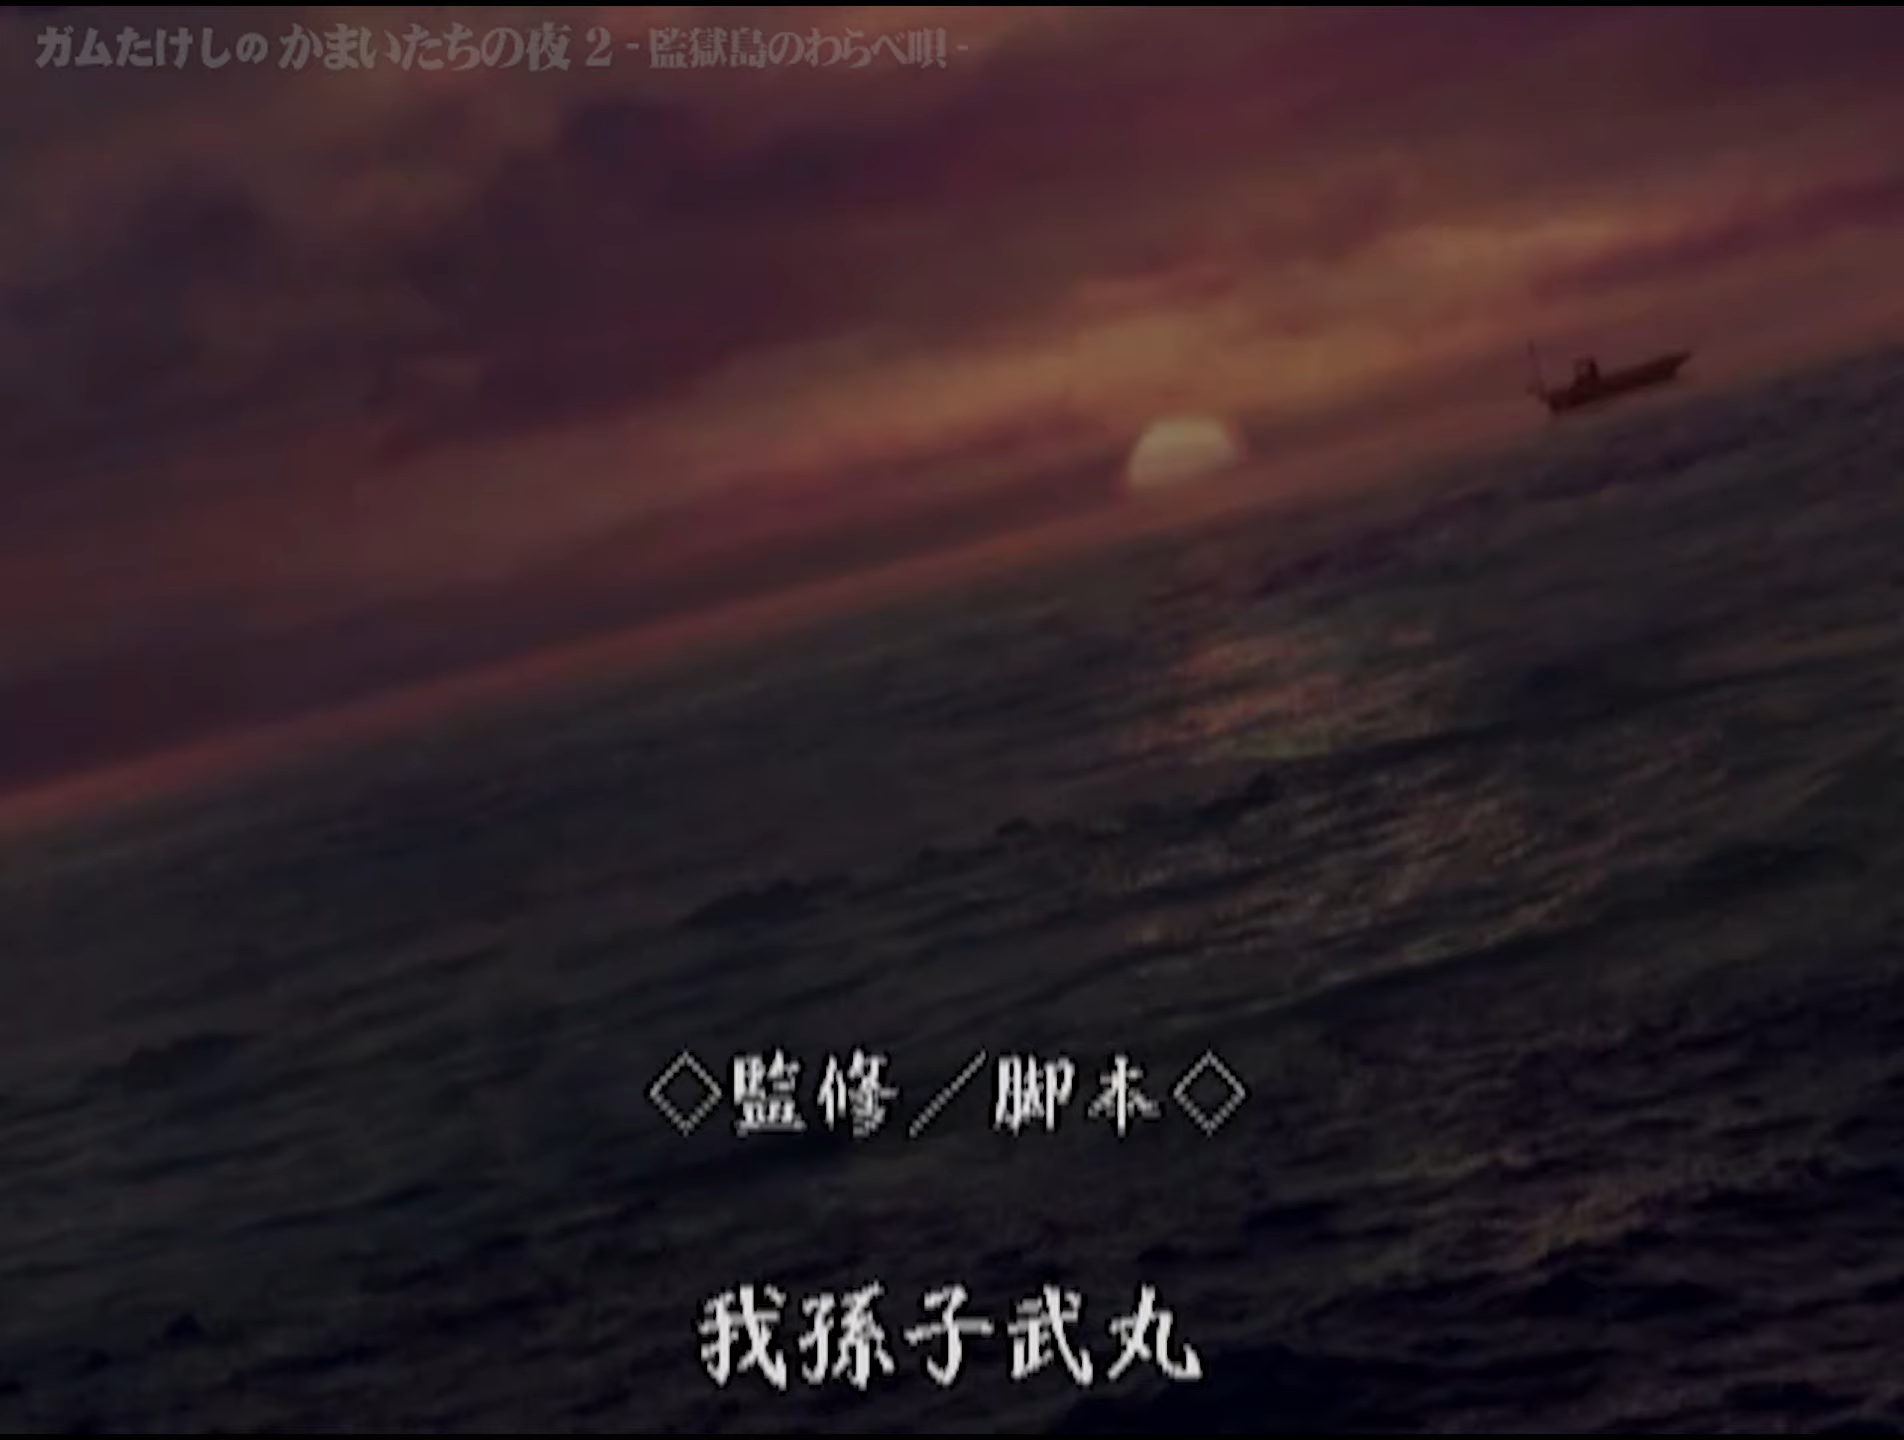 ガムたけしの かまいたちの夜 2 - 監獄島のわらべ唄 -
◇監修／脚本◇
我孫子武丸